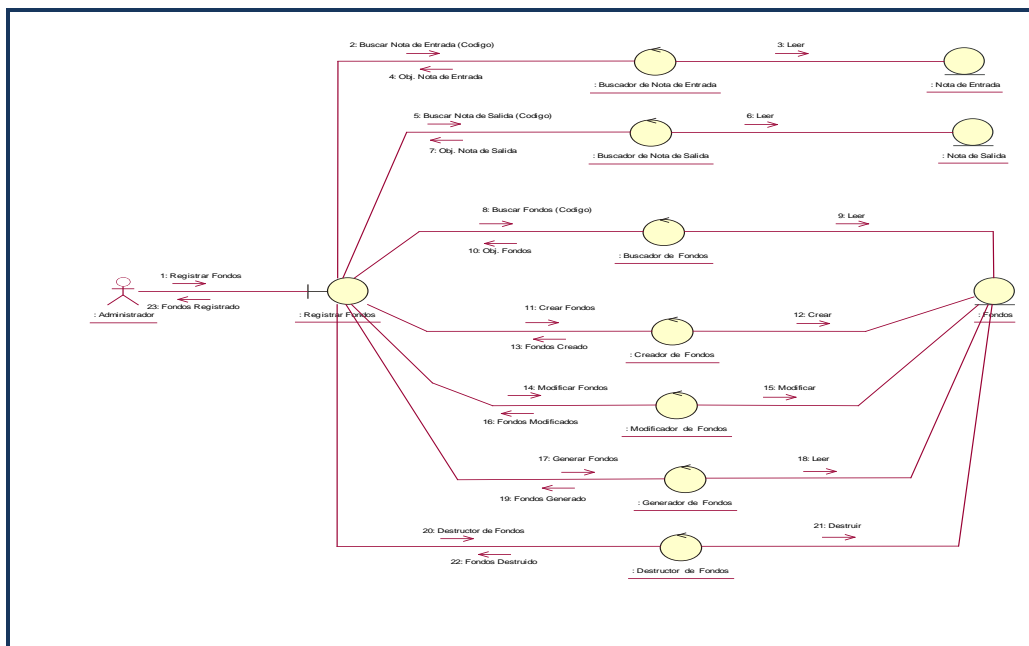 2: Buscar Nota de Entrada (Codigo)
3: Leer
4: Obj. Nota de Entrada
: Buscador de Nota de Entrada
: Nota de Entrada
5: Buscar Nota de Salida (Codigo)
6: Leer
7: Obj. Nota de Salida
: Buscador de Nota de Salida
: Nota de Salida
8: Buscar Fondos (Codigo)
9: Leer
10: Obj. Fondos
: Buscador de Fondos
1: Registrar Fondos
23: Fondos Registrado
: Administrador
: Registrar Fondos
11: Crear Fondos
12: Crear
: Fondos
13: Fondos Creado
: Creador de Fondos
14: Modificar Fondos
15: Modificar
16: Fondos Modificados
: Modificador de Fondos
17: Generar Fondos
18: Leer
19: Fondos Generado
: Generador de Fondos
20: Destructor de Fondos
21: Destruir
22: Fondos Destruido
: Destructor de Fondos